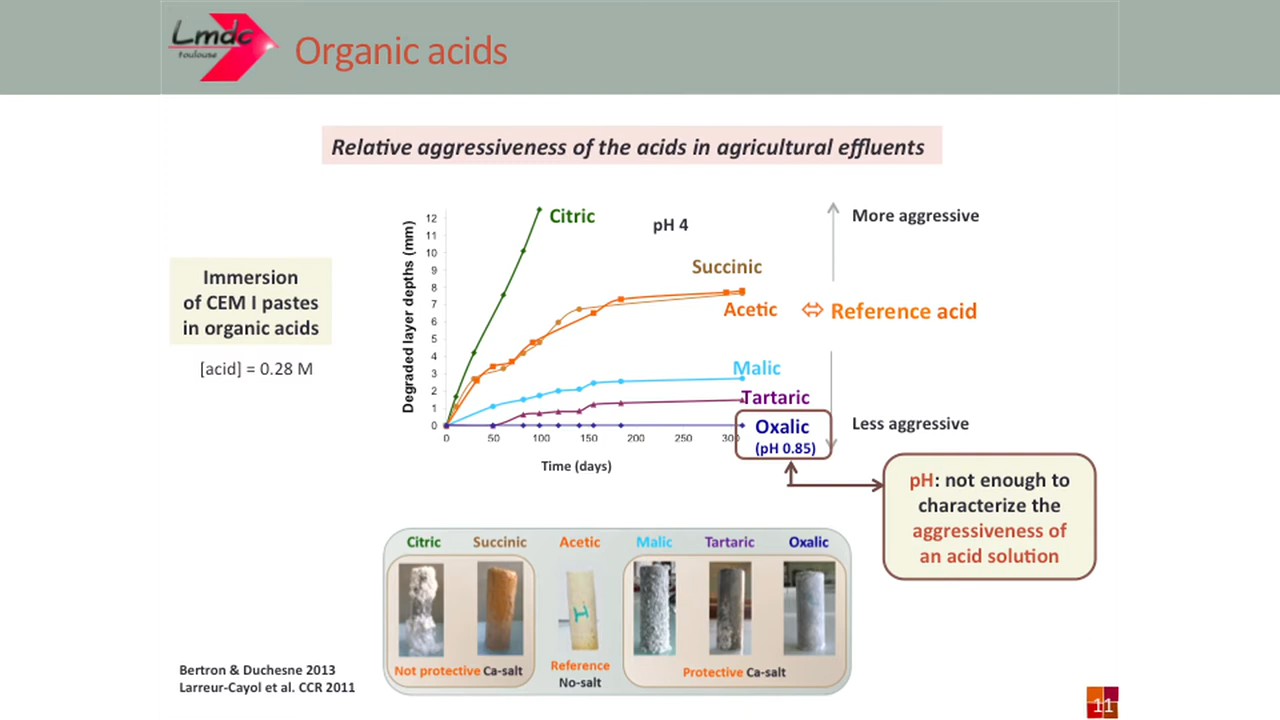 Lmdc
toulouse
Organic acids
Relative aggressiveness of the acids in agricultural effluents
Immersion
of CEM I pastes
in organic acids
[acid] = 0.28 M
Degraded layer depths (mm)
12
11
10
9
8
7
6
5
4
3
2
1
0
0 50 100 150 200 250 30
Time (days)
pH 4
Citric
Succinic
Acetic
Malic
Tartaric
Oxalic
(pH 0.85)
More aggressive
⇔ Reference acid
Less aggressive
pH: not enough to
characterize the
aggressiveness of
an acid solution
Citric Succinic Acetic Malic Tartaric Oxalic
Not protective Ca-salt
Reference
No-salt
Protective Ca-salt
Bertron & Duchesne 2013
Larreur-Cayol et al. CCR 2011
11